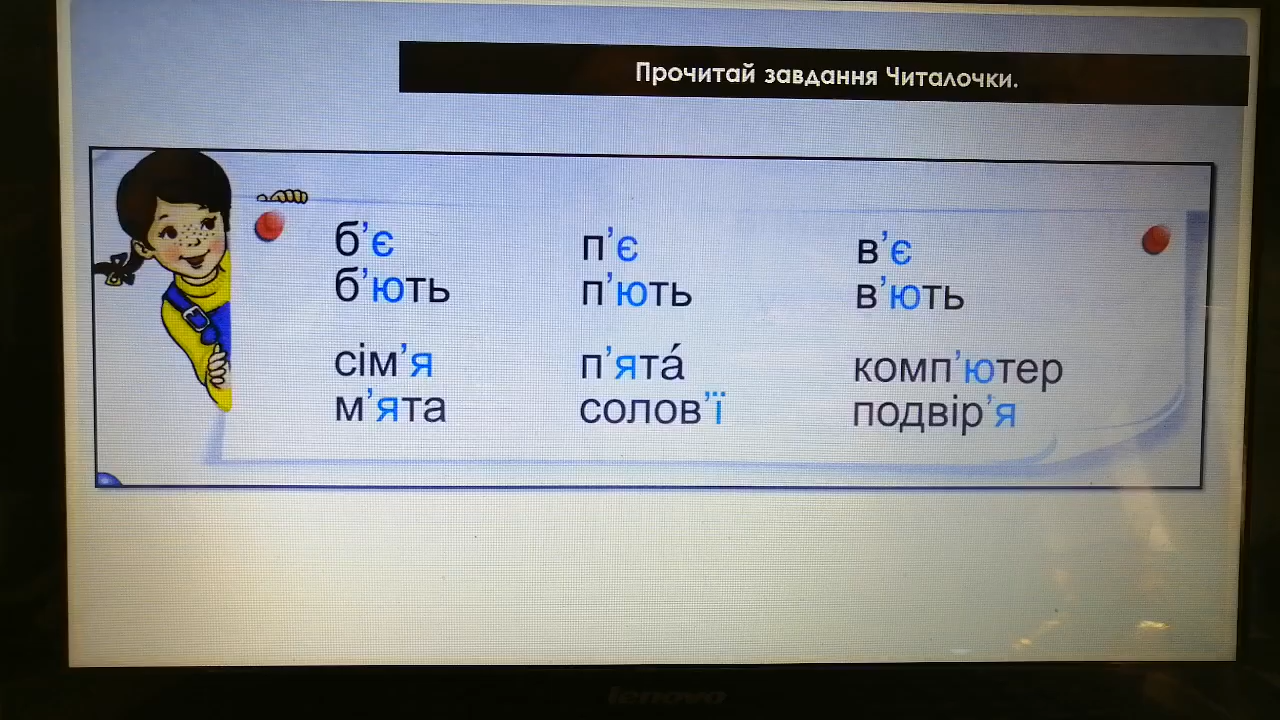 Прочитай завдання Читалочки.
б’є п’є в’є
б’ють п’ють в’ють
сім’я п’ята́ комп’ютер
м’ята солов’ї подвір’я
lenovo